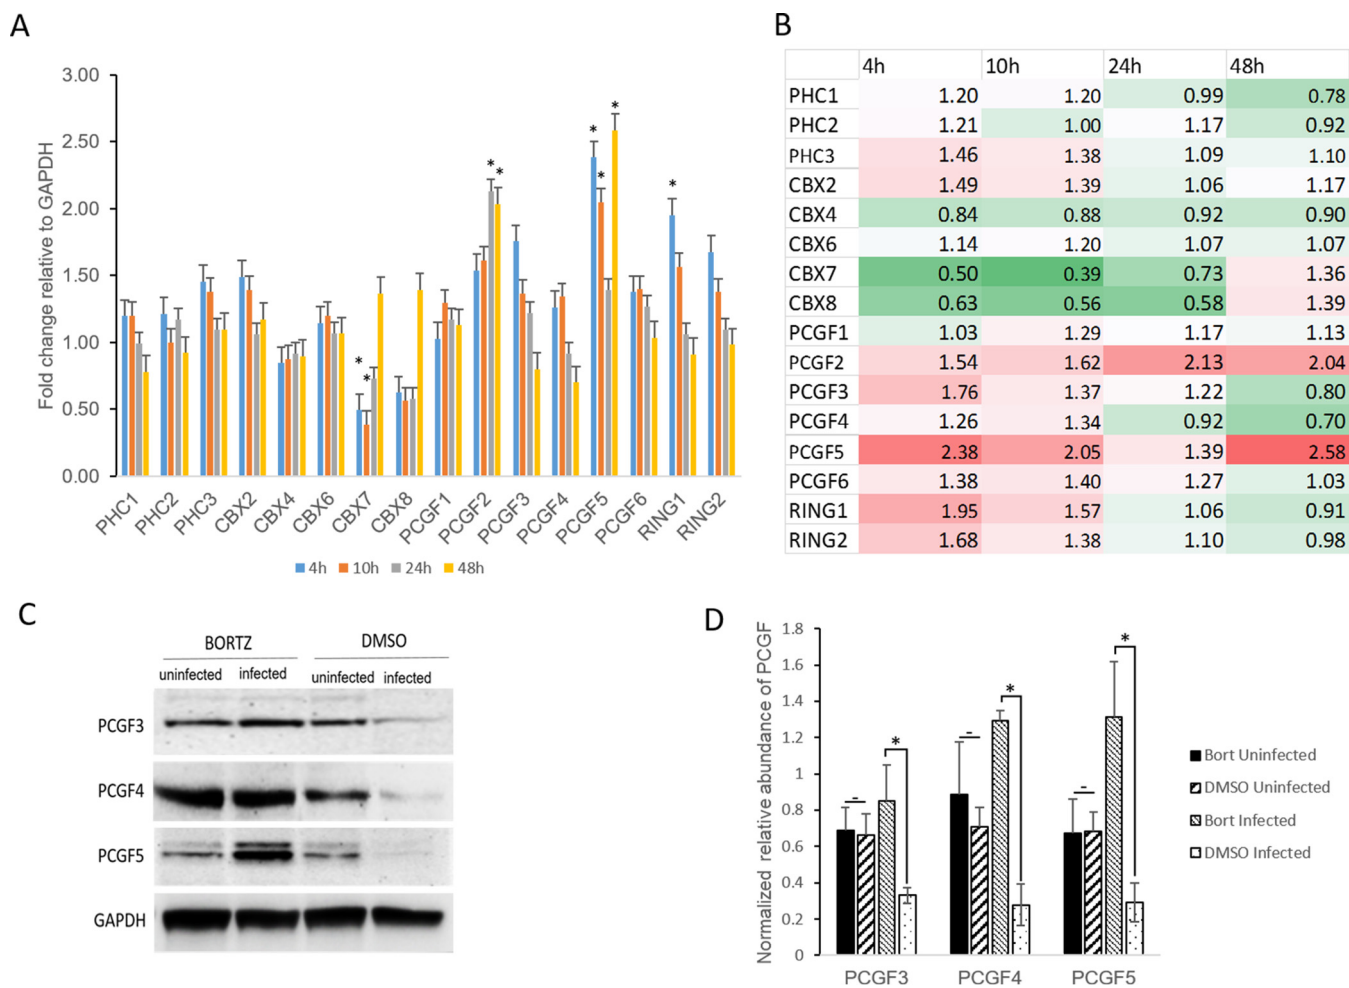 A
Fold change relative to GAPDH
3.00
2.50
2.00
1.50
1.00
0.50
0.00
* * * * * * * *
PHC1 PHC2 PHC3 CBX2 CBX4 CBX6 CBX7 CBX8 PCGF1 PCGF2 PCGF3 PCGF4 PCGF5 PCGF6 RING1 RING2
4h 10h 24h 48h
B
4h 10h 24h 48h
PHC1 1.20 1.20 0.99 0.78
PHC2 1.21 1.00 1.17 0.92
PHC3 1.46 1.38 1.09 1.10
CBX2 1.49 1.39 1.06 1.17
CBX4 0.84 0.88 0.92 0.90
CBX6 1.14 1.20 1.07 1.07
CBX7 0.50 0.39 0.73 1.36
CBX8 0.63 0.56 0.58 1.39
PCGF1 1.03 1.29 1.17 1.13
PCGF2 1.54 1.62 2.13 2.04
PCGF3 1.76 1.37 1.22 0.80
PCGF4 1.26 1.34 0.92 0.70
PCGF5 2.38 2.05 1.39 2.58
PCGF6 1.38 1.40 1.27 1.03
RING1 1.95 1.57 1.06 0.91
RING2 1.68 1.38 1.10 0.98
C
BORTZ DMSO
uninfected infected uninfected infected
PCGF3
PCGF4
PCGF5
GAPDH
D
Normalized relative abundance of PCGF
1.8
1.6
1.4
1.2
1
0.8
0.6
0.4
0.2
0
- * - * - *
PCGF3 PCGF4 PCGF5
Bort Uninfected
DMSO Uninfected
Bort Infected
DMSO Infected